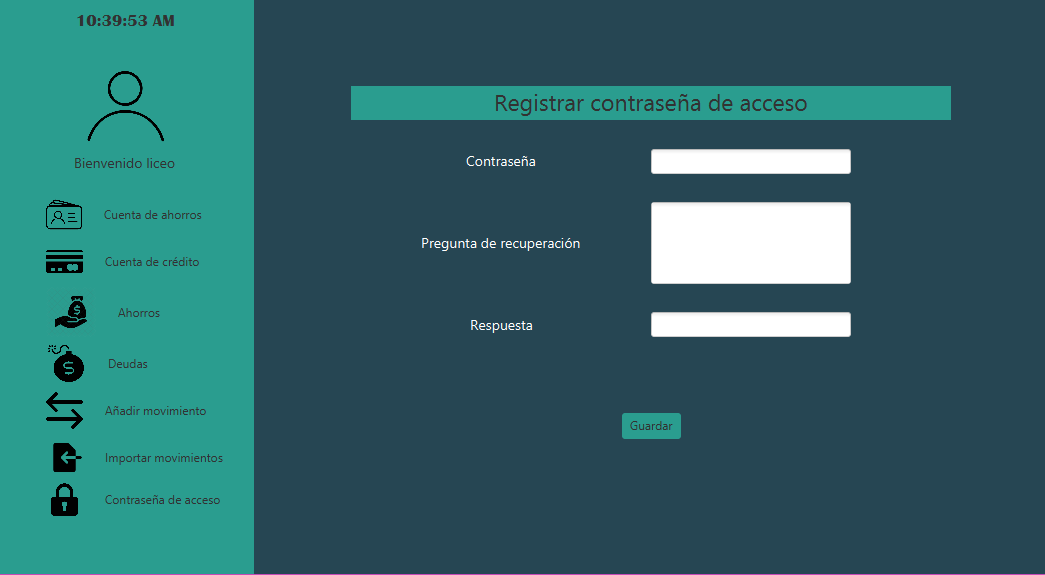 10:39:53 AM
Bienvenido liceo
Cuenta de ahorros
Cuenta de crédito
Ahorros
Deudas
Añadir movimiento
Importar movimientos
Contraseña de acceso
Registrar contraseña de acceso
Contraseña
Pregunta de recuperación
Respuesta
Guardar